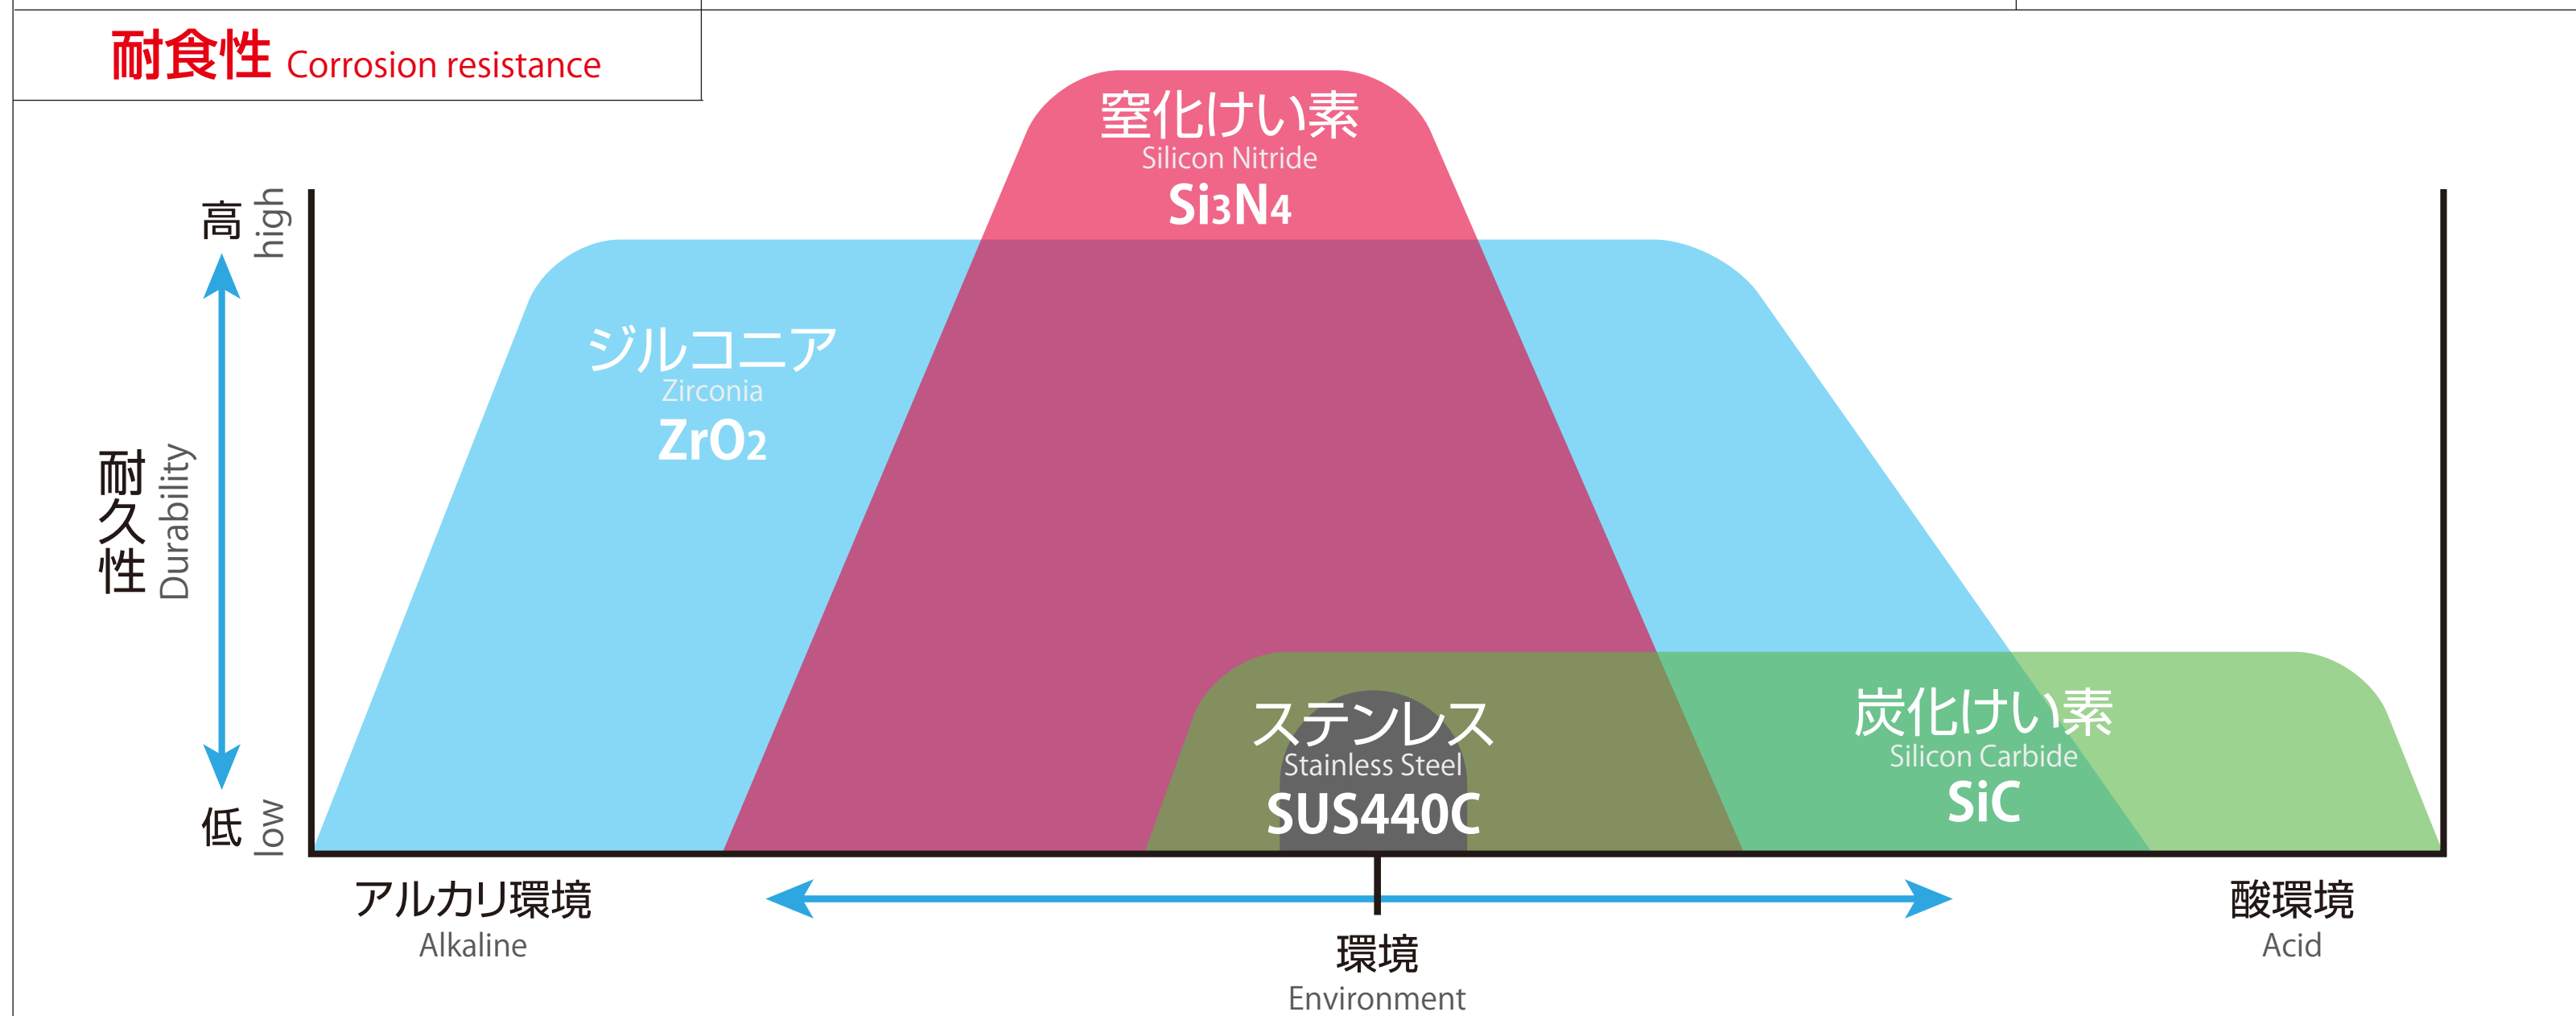 耐食性 Corrosion resistance
窒化けい素
Silicon Nitride
Si3N4
高
high
ジルコニア
Zirconia
ZrO2
耐久性
Durability
ステンレス
Stainless Steel
SUS440C
炭化けい素
Silicon Carbide
SiC
低
low
アルカリ環境
Alkaline
環境
Environment
酸環境
Acid